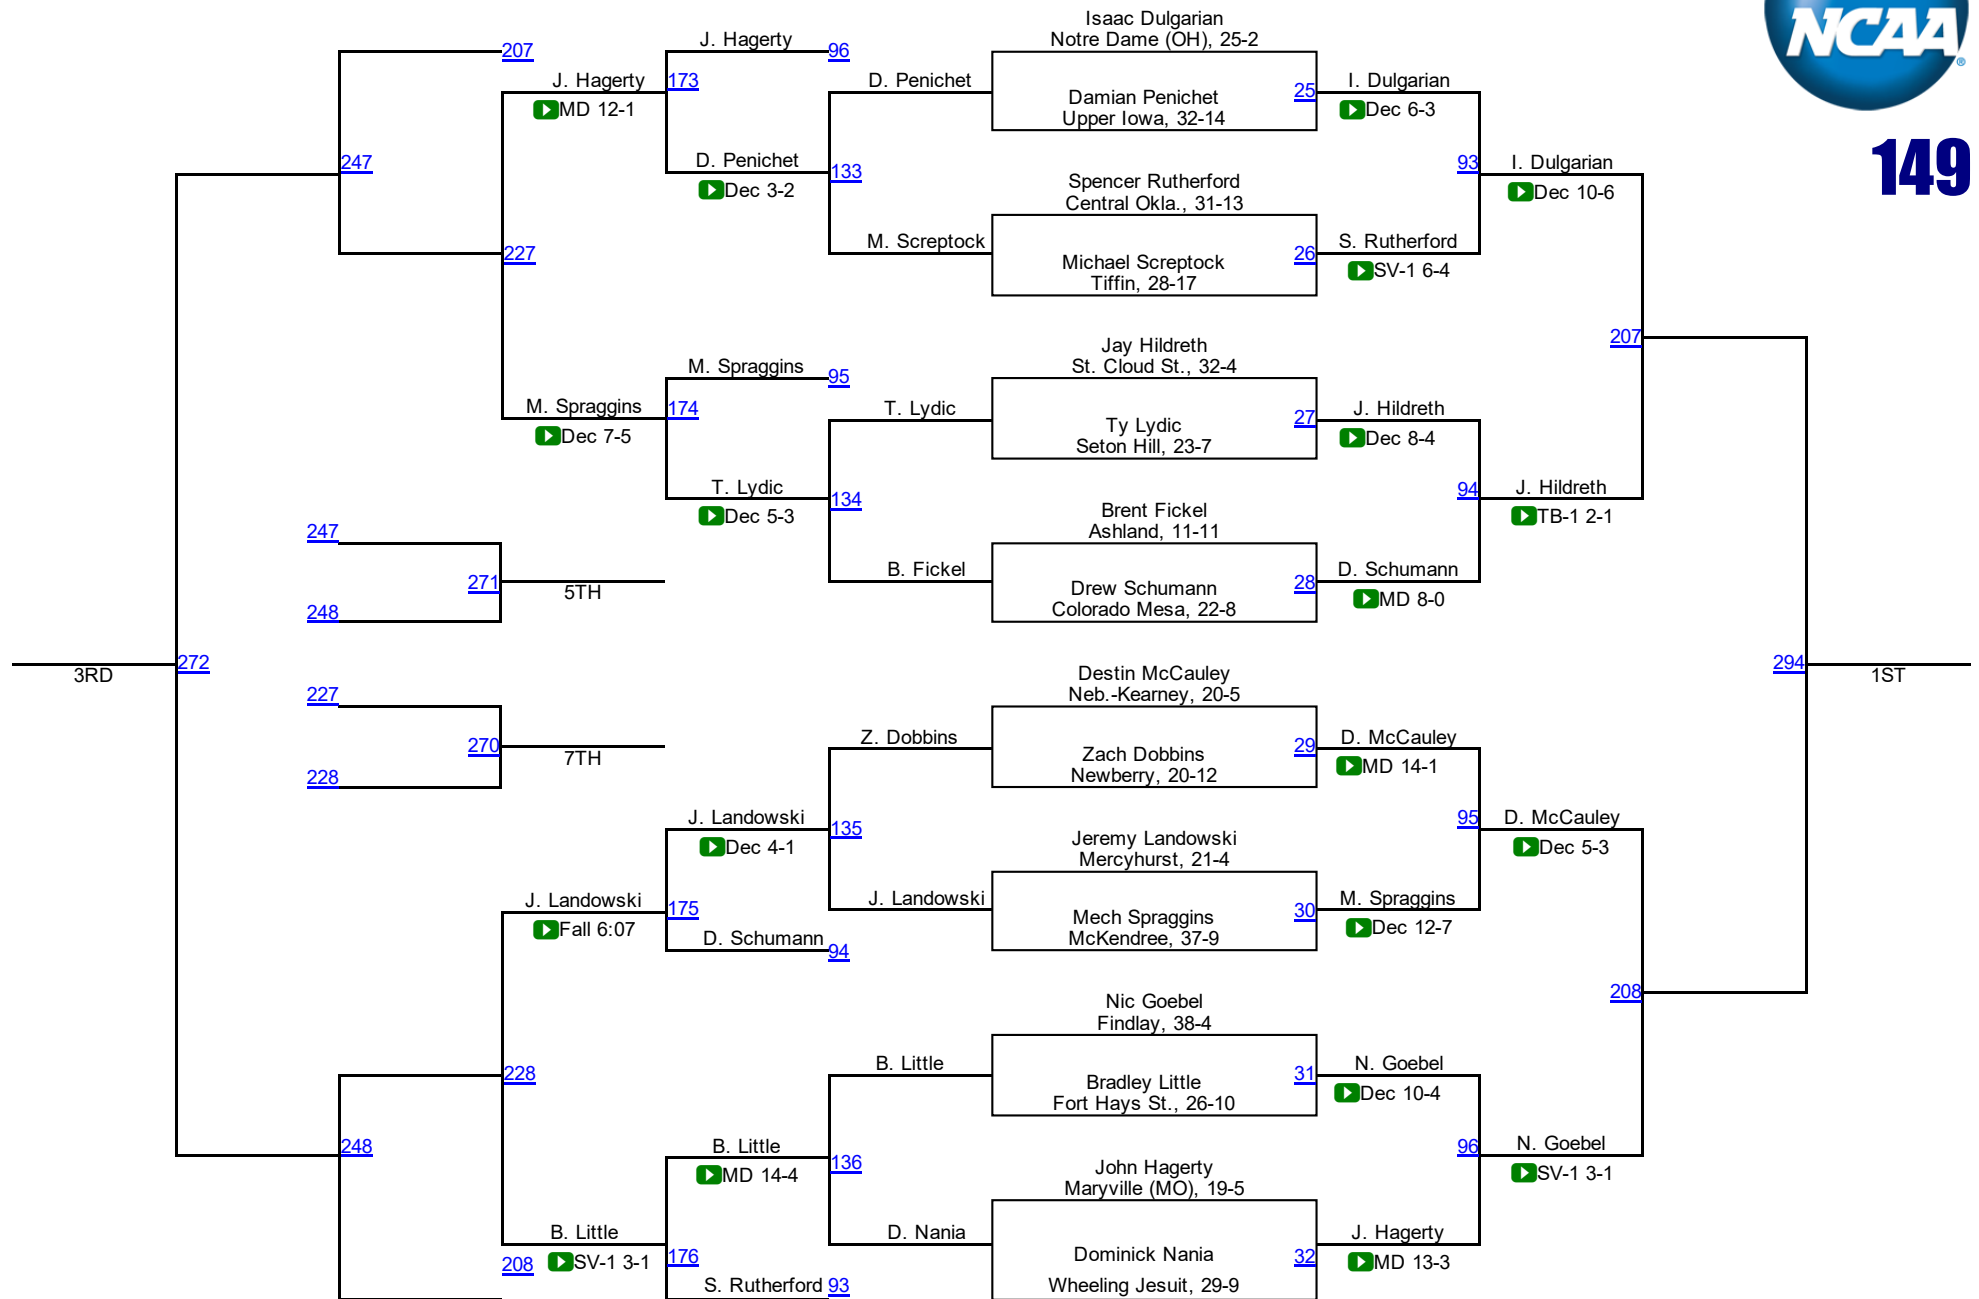 NCAA
®
149
Isaac Dulgarian
Notre Dame (OH), 25-2
25
Damian Penichet
Upper Iowa, 32-14
Spencer Rutherford
Central Okla., 31-13
26
Michael Screptock
Tiffin, 28-17
Jay Hildreth
St. Cloud St., 32-4
27
Ty Lydic
Seton Hill, 23-7
Brent Fickel
Ashland, 11-11
28
Drew Schumann
Colorado Mesa, 22-8
Destin McCauley
Neb.-Kearney, 20-5
29
Zach Dobbins
Newberry, 20-12
Jeremy Landowski
Mercyhurst, 21-4
30
Mech Spraggins
McKendree, 37-9
Nic Goebel
Findlay, 38-4
31
Bradley Little
Fort Hays St., 26-10
John Hagerty
Maryville (MO), 19-5
32
Dominick Nania
Wheeling Jesuit, 29-9
I. Dulgarian
Dec 6-3
93
S. Rutherford
SV-1 6-4
J. Hildreth
Dec 8-4
94
D. Schumann
MD 8-0
D. McCauley
MD 14-1
95
M. Spraggins
Dec 12-7
N. Goebel
Dec 10-4
96
J. Hagerty
MD 13-3
I. Dulgarian
Dec 10-6
207
J. Hildreth
TB-1 2-1
D. McCauley
Dec 5-3
208
N. Goebel
SV-1 3-1
294
1ST
D. Penichet
133
M. Screptock
T. Lydic
134
B. Fickel
Z. Dobbins
135
J. Landowski
B. Little
136
D. Nania
J. Hagerty 96
173
D. Penichet
Dec 3-2
M. Spraggins 95
174
T. Lydic
Dec 5-3
J. Landowski
Dec 4-1
175
D. Schumann 94
B. Little
MD 14-4
176
S. Rutherford 93
207
J. Hagerty
MD 12-1
227
M. Spraggins
Dec 7-5
J. Landowski
Fall 6:07
228
B. Little
SV-1 3-1
208
247
248
272
3RD
247
271
5TH
248
227
270
7TH
228